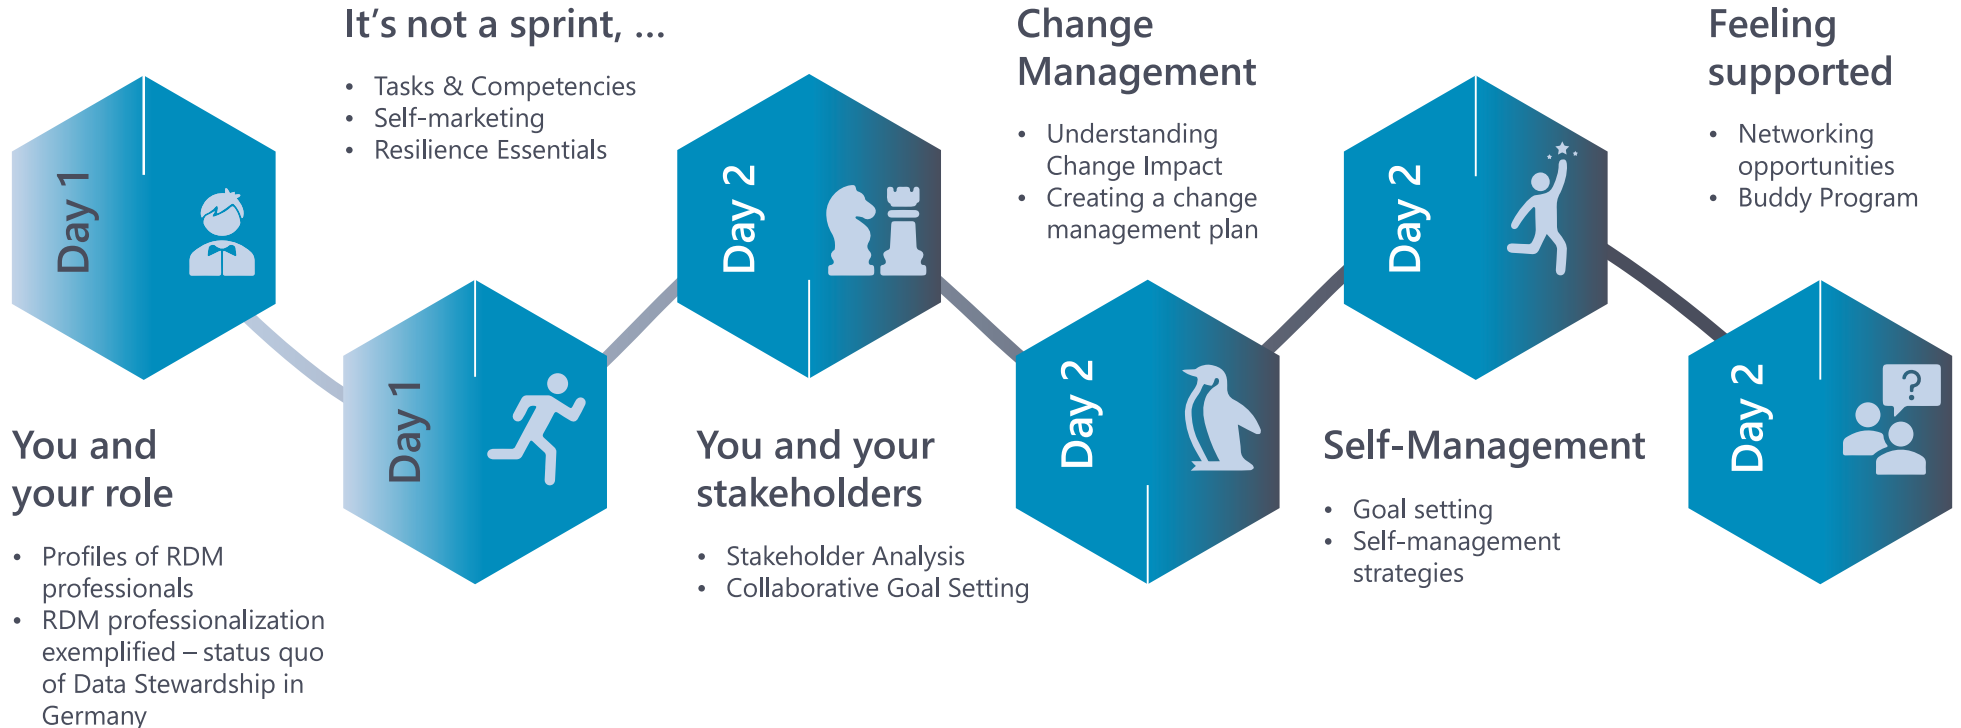 Day 1
You and
your role
• Profiles of RDM
professionals
• RDM professionalization
exemplified – status quo
of Data Stewardship in
Germany
It's not a sprint, ...
• Tasks & Competencies
• Self-marketing
• Resilience Essentials
Day 1
Day 2
You and your
stakeholders
• Stakeholder Analysis
• Collaborative Goal Setting
Change
Management
• Understanding
Change Impact
• Creating a change
management plan
Day 2
Day 2
Self-Management
• Goal setting
• Self-management
strategies
Feeling
supported
• Networking
opportunities
• Buddy Program
Day 2
?